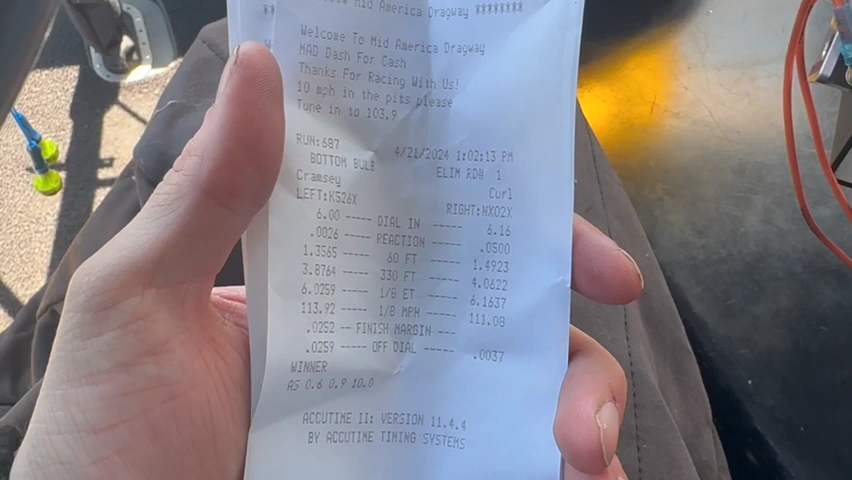 Mid America Dragway ********
Welcome To Mid America Dragway
MAD Dash For Cash
Thanks For Racing With Us!
10 mph in the pits please
Tune in to 103.9
RUN:687 4/21/2024 1:02:13 PM
BOTTOM BULB ELIM RD# 1
Cramsey Curl
LEFT:K526X RIGHT:NX02X
6.00 ----- DIAL IN ----- 6.16
.0026 ----- REACTION ----- .0500
1.3565 ----- 60 FT ----- 1.4923
3.8764 ----- 330 FT ----- 4.0622
6.0259 ----- 1/8 ET ----- 6.1637
113.92 ----- 1/8 MPH ----- 111.08
.0252 -- FINISH MARGIN ---
.0259 ----- OFF DIAL ----- .0037
WINNER
AS 0.6 0.9 10.0
ACCUTIME II: VERSION 11.4.4
BY ACCUTIME TIMING SYSTEMS